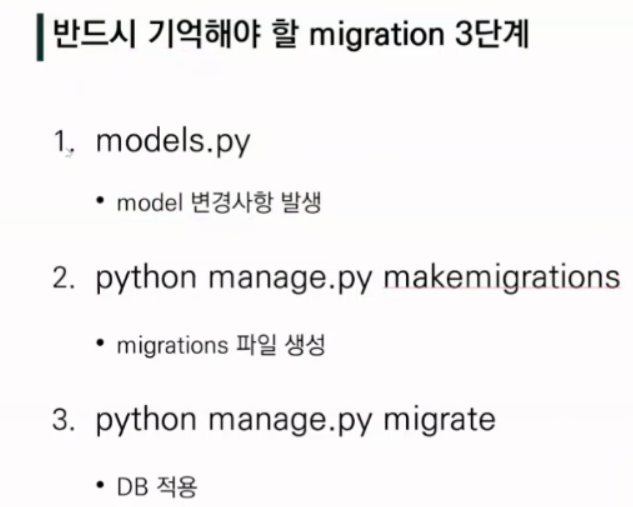 반드시 기억해야 할 migration 3단계
1. models.py
• model 변경사항 발생
2. python manage.py makemigrations
• migrations 파일 생성
3. python manage.py migrate
• DB 적용